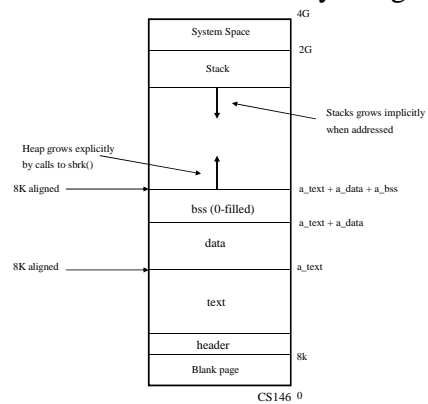 4G
System Space
2G
Stack
Stacks grows implicitly
when addressed
Heap grows explicitly
by calls to sbrk()
8K aligned
a_text + a_data + a_bss
bss (0-filled)
a_text + a_data
data
8K aligned
a_text
text
header
8k
Blank page
CS146 0